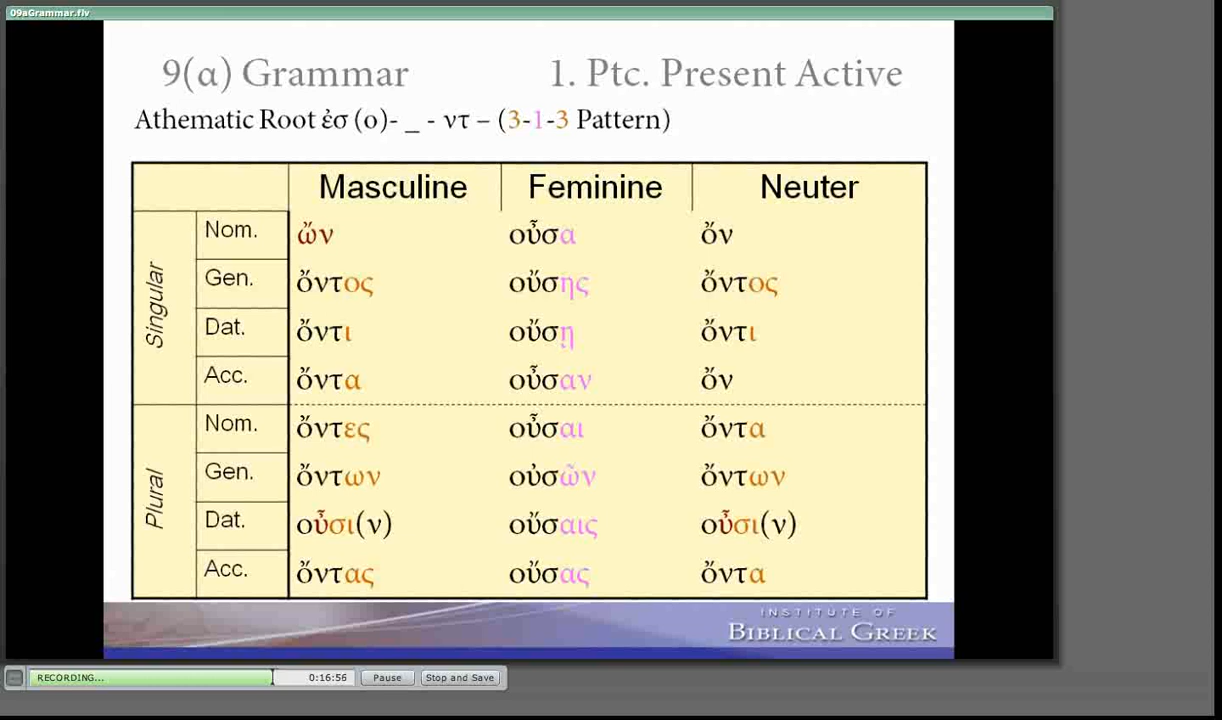 09aGrammar.flv
9(α) Grammar 1. Ptc. Present Active
Athematic Root ἐσ (ο)- _ - ντ – (3-1-3 Pattern)
Masculine Feminine Neuter
Singular
Nom. ὤν οὖσα ὄν
Gen. ὄντος οὔσης ὄντος
Dat. ὄντι οὔσῃ ὄντι
Acc. ὄντα οὖσαν ὄν
Plural
Nom. ὄντες οὖσαι ὄντα
Gen. ὄντων οὐσῶν ὄντων
Dat. οὖσι(ν) οὔσαις οὖσι(ν)
Acc. ὄντας οὔσας ὄντα
INSTITUTE OF
BIBLICAL GREEK
RECORDING... 0:16:56 Pause Stop and Save